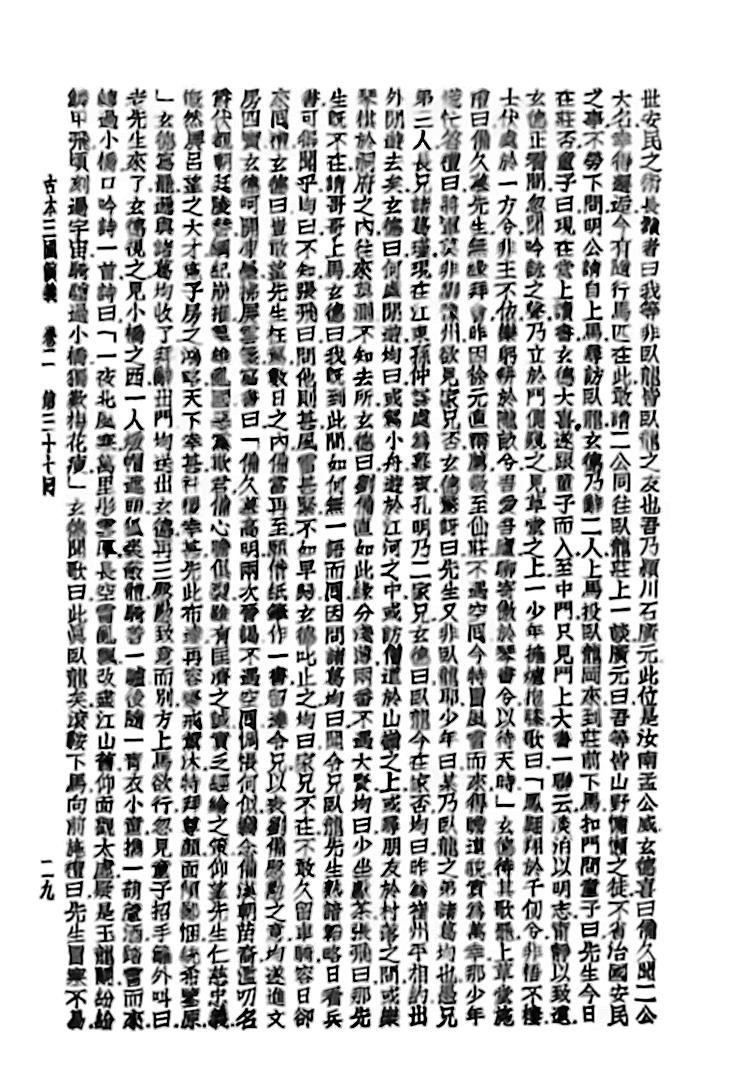 世安民之術長鬚者曰我等非臥龍皆臥龍之友也吾乃潁川石廣元此位是汝南孟公威玄德喜曰備久聞二公
大名幸得邂逅今有隨行馬匹在此敢請二公同往臥龍莊上一談廣元曰吾等皆山野慵懶之徒不省治國安民
之事不勞下問明公請自上馬尋訪臥龍玄德乃辭二人上馬投臥龍岡來到莊前下馬扣門問童子曰先生今日
在莊否童子曰現在堂上讀書玄德大喜遂跟童子而入至中門只見門上大書一聯云淡泊以明志甯靜以致遠
玄德正看間忽聞吟詠之聲乃立於門側窺之見草堂之上一少年擁爐抱膝歌曰「鳳翱翔於千仞兮非梧不棲
士伏處於一方兮非主不依樂躬耕於隴畝兮吾愛吾廬聊寄傲於琴書兮以待天時」玄德待其歌罷上草堂施
禮曰備久慕先生無緣拜會昨因徐元直稱薦敬至仙莊不遇空回今特冒風雪而來得瞻道貌實爲萬幸那少年
慌忙答禮曰將軍莫非劉豫州欲見家兄否玄德驚訝曰先生又非臥龍耶少年曰某乃臥龍之弟諸葛均也愚兄
第三人長兄諸葛瑾現在江東孫仲謀處爲幕賓孔明乃二家兄玄德曰臥龍今在家否均曰昨爲崔州平相約出
外閒遊去矣玄德曰何處閒遊均曰或駕小舟遊於江河之中或訪僧道於山嶺之上或尋朋友於村落之間或樂
琴棋於洞府之內往來莫測不知去所玄德曰劉備直如此緣分淺薄兩番不遇大賢均曰少坐獻茶張飛曰那先
生既不在請哥哥上馬玄德曰我既到此間如何無一語而回因問諸葛均曰聞令兄臥龍先生熟諳韜略日看兵
書可得聞乎均曰不知張飛曰問他則甚風雪甚緊不如早歸玄德叱止之均曰家兄不在不敢久留車騎容日卻
來回禮玄德曰豈敢望先生枉駕數日之內備當再至願借紙筆作一書留達令兄以表劉備殷勤之意均遂進文
房四寶玄德呵開凍筆拂展雲箋寫書曰「備久慕高明兩次晉謁不遇空回惆悵何似竊念備漢朝苗裔濫叨名
爵伏覩朝廷陵替綱紀崩摧羣雄亂國惡黨欺君備心膽俱裂雖有匡濟之誠實乏經綸之策仰望先生仁慈忠義
慨然展呂望之大才施子房之鴻略天下幸甚社稷幸甚先此布達再容齋戒薰沐特拜尊顏面傾鄙悃統希鑒原
」玄德寫罷遞與諸葛均收了拜辭出門均送出玄德再三殷勤致意而別方上馬欲行忽見童子招手籬外叫曰
老先生來了玄德視之見小橋之西一人煖帽遮頭狐裘蔽體騎著一驢後隨一青衣小童攜一葫蘆酒踏雪而來
轉過小橋口吟詩一首詩曰「一夜北風寒萬里彤雲厚長空雪亂飄改盡江山舊仰面觀太虛疑是玉龍鬭紛紛
鱗甲飛頃刻遍宇宙騎驢過小橋獨歎梅花瘦」玄德聞歌曰此眞臥龍矣滾鞍下馬向前施禮曰先生冒寒不易
古本三國演義　卷二　第三十七回
二九